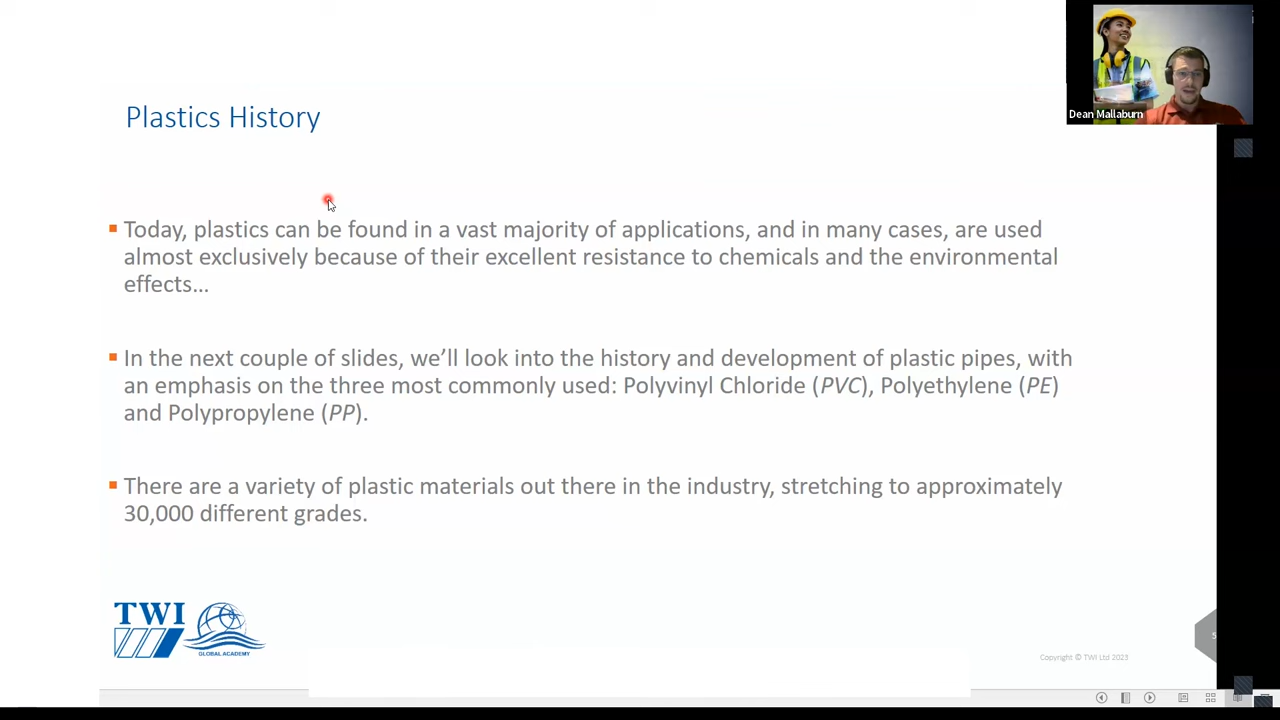 Dean Mallaburn
Plastics History
Today, plastics can be found in a vast majority of applications, and in many cases, are used
almost exclusively because of their excellent resistance to chemicals and the environmental
effects…
In the next couple of slides, we’ll look into the history and development of plastic pipes, with
an emphasis on the three most commonly used: Polyvinyl Chloride (PVC), Polyethylene (PE)
and Polypropylene (PP).
There are a variety of plastic materials out there in the industry, stretching to approximately
30,000 different grades.
TWI
GLOBAL ACADEMY
Copyright © TWI Ltd 2023
5